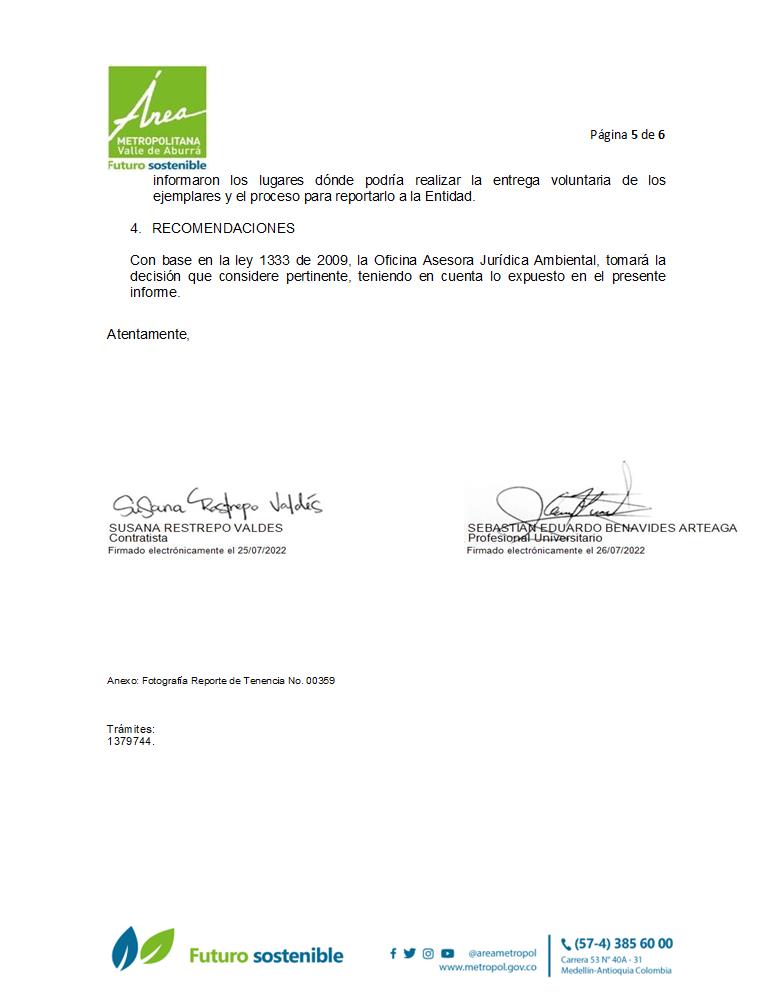 Área
METROPOLITANA
Valle de Aburrá
Futuro sostenible
Página 5 de 6
informaron los lugares dónde podría realizar la entrega voluntaria de los
ejemplares y el proceso para reportarlo a la Entidad.
4. RECOMENDACIONES
Con base en la ley 1333 de 2009, la Oficina Asesora Jurídica Ambiental, tomará la
decisión que considere pertinente, teniendo en cuenta lo expuesto en el presente
informe.
Atentamente,
Susana Restrepo Valdés
SUSANA RESTREPO VALDES
Contratista
Firmado electrónicamente el 25/07/2022
SEBASTIAN EDUARDO BENAVIDES ARTEAGA
Profesional Universitario
Firmado electrónicamente el 26/07/2022
Anexo: Fotografía Reporte de Tenencia No. 00359
Trámites:
1379744.
Futuro sostenible
@areametropol
www.metropol.gov.co
(57-4) 385 60 00
Carrera 53 N° 40A - 31
Medellín-Antioquia Colombia